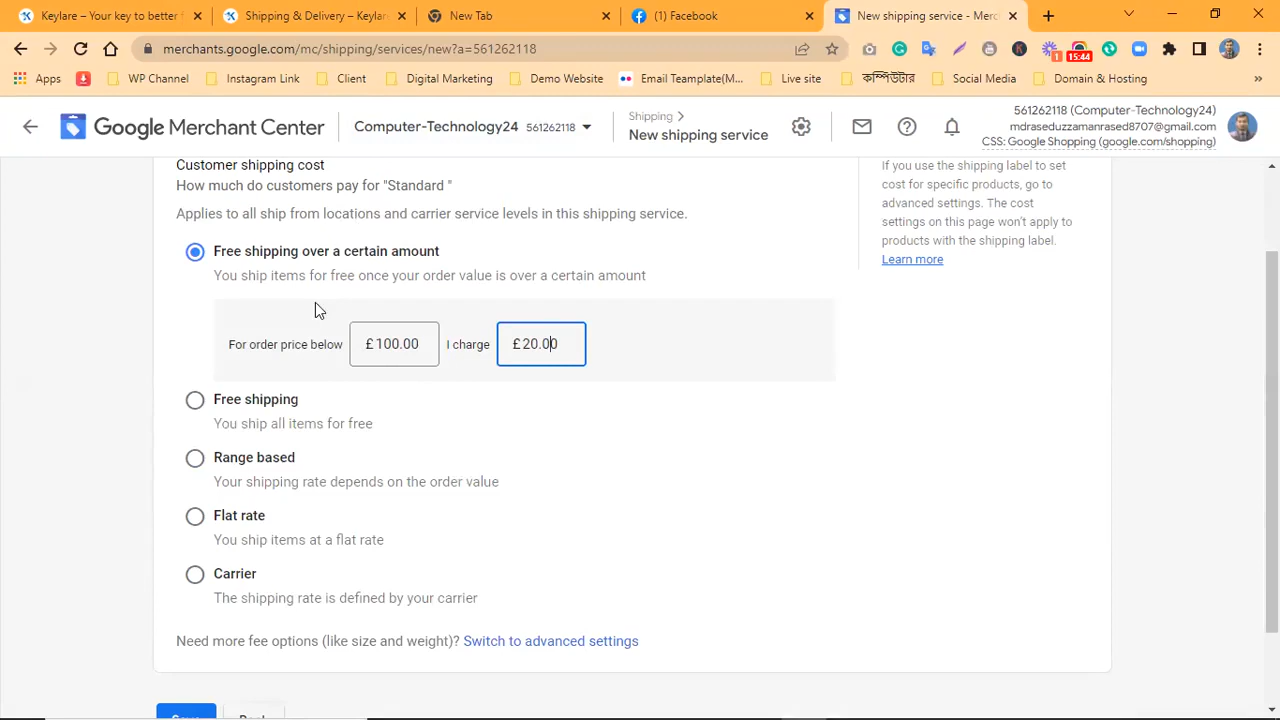 Keylare – Your key to better f
Shipping & Delivery – Keylare
New Tab
(1) Facebook
New shipping service - Merc
merchants.google.com/mc/shipping/services/new?a=561262118
1
15:44
Apps
WP Channel
Instagram Link
Client
Digital Marketing
Demo Website
Email Teamplate(M...
Live site
কম্পিউটার
Social Media
Domain & Hosting
»
Google Merchant Center
Computer-Technology24 561262118
Shipping
New shipping service
561262118 (Computer-Technology24)
mdraseduzzamanrased8707@gmail.com
CSS: Google Shopping (google.com/shopping)
Customer shipping cost
How much do customers pay for "Standard "
Applies to all ship from locations and carrier service levels in this shipping service.
Free shipping over a certain amount
You ship items for free once your order value is over a certain amount
For order price below £100.00 I charge £20.00
Free shipping
You ship all items for free
Range based
Your shipping rate depends on the order value
Flat rate
You ship items at a flat rate
Carrier
The shipping rate is defined by your carrier
Need more fee options (like size and weight)? Switch to advanced settings
If you use the shipping label to set
cost for specific products, go to
advanced settings. The cost
settings on this page won't apply to
products with the shipping label.
Learn more